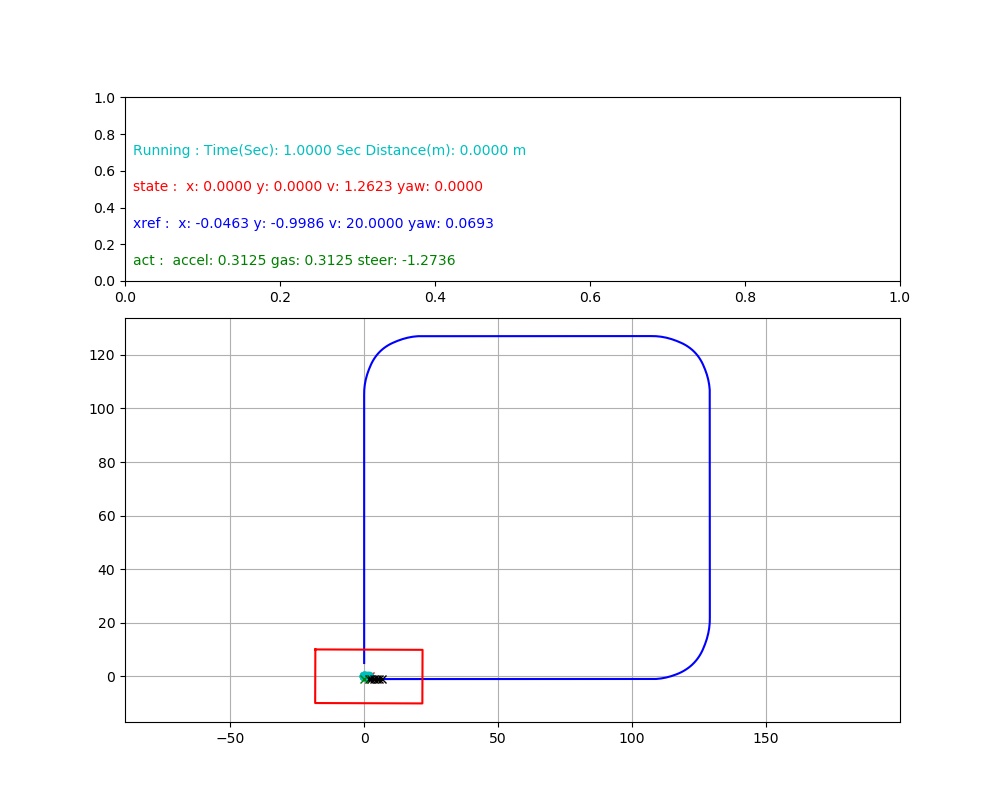 1.0
0.8
Running : Time(Sec): 1.0000 Sec Distance(m): 0.0000 m
0.6
state :  x: 0.0000 y: 0.0000 v: 1.2623 yaw: 0.0000
0.4
xref :  x: -0.0463 y: -0.9986 v: 20.0000 yaw: 0.0693
0.2
act :  accel: 0.3125 gas: 0.3125 steer: -1.2736
0.0
0.0 0.2 0.4 0.6 0.8 1.0
120
100
80
60
40
20
0
−50 0 50 100 150